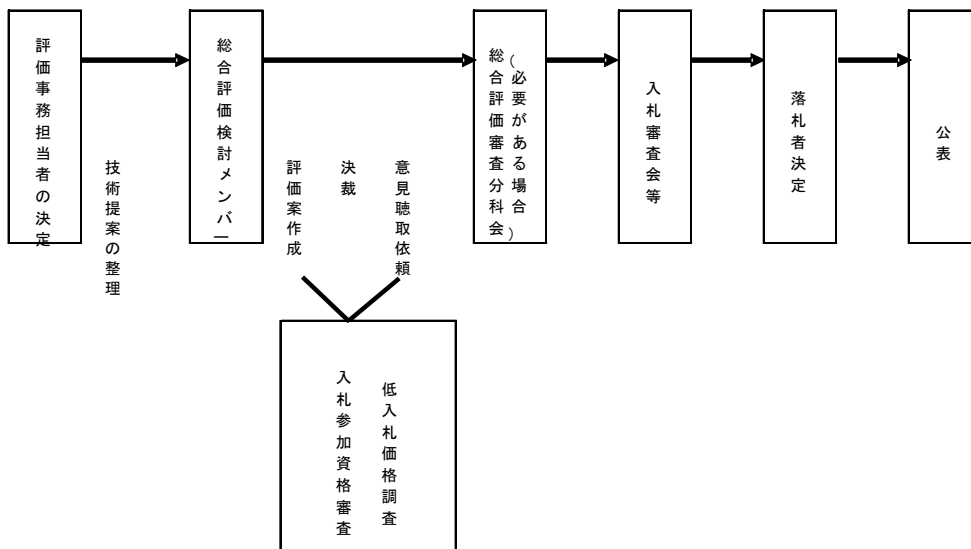 評価事務担当者の決定
技術提案の整理
総合評価検討メンバー
評価案作成
決裁
意見聴取依頼
総合評価審査分科会
(必要がある場合)
入札審査会等
落札者決定
公表
入札参加資格審査
低入札価格調査